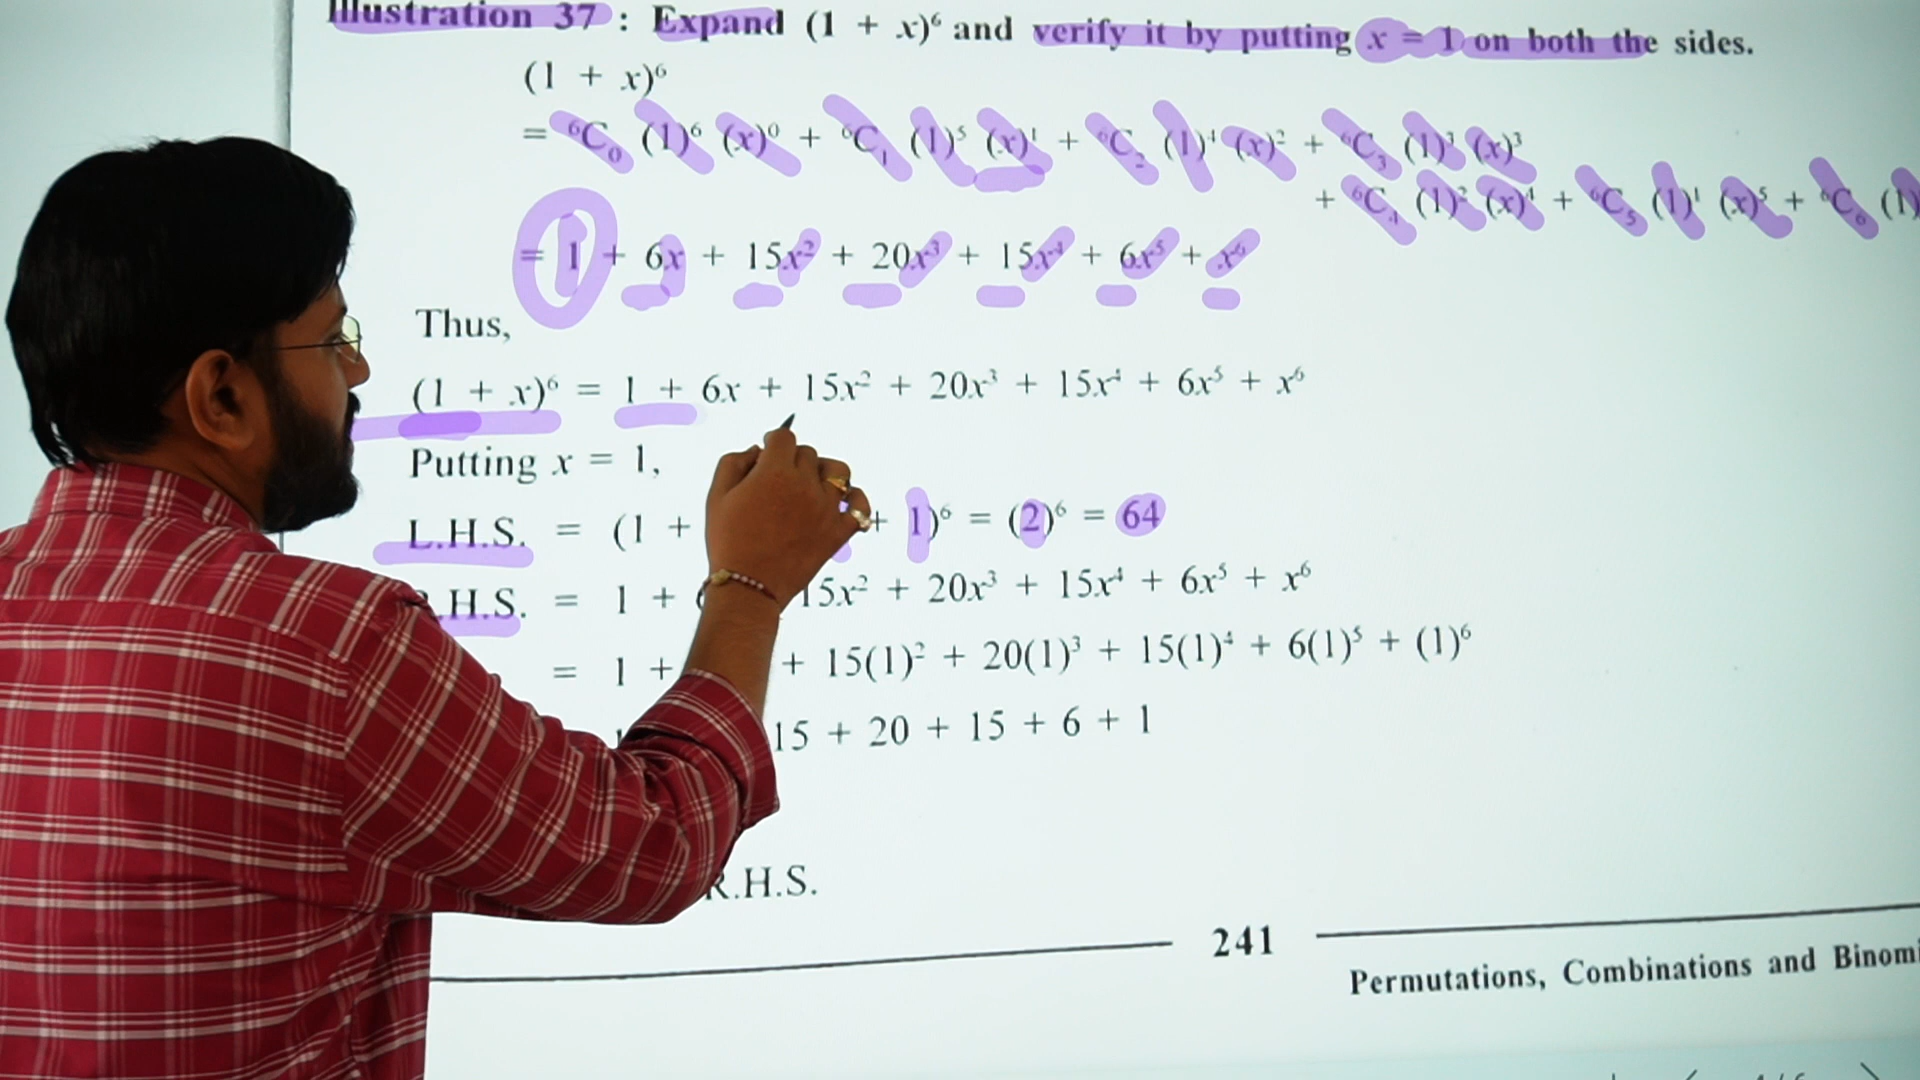 Illustration 37 : Expand (1 + x)⁶ and verify it by putting x = 1 on both the sides.
(1 + x)⁶
= ⁶C₀ (1)⁶ (x)⁰ + ⁶C₁ (1)⁵ (x)¹ + ⁶C₂ (1)⁴ (x)² + ⁶C₃ (1)³ (x)³
+ ⁶C₄ (1)² (x)⁴ + ⁶C₅ (1)¹ (x)⁵ + ⁶C₆ (1)
= 1 + 6x + 15x² + 20x³ + 15x⁴ + 6x⁵ + x⁶
Thus,
(1 + x)⁶ = 1 + 6x + 15x² + 20x³ + 15x⁴ + 6x⁵ + x⁶
Putting x = 1,
L.H.S. = (1 + + 1)⁶ = (2)⁶ = 64
.H.S. = 1 + 15x² + 20x³ + 15x⁴ + 6x⁵ + x⁶
= 1 + + 15(1)² + 20(1)³ + 15(1)⁴ + 6(1)⁵ + (1)⁶
15 + 20 + 15 + 6 + 1
R.H.S.
241
Permutations, Combinations and